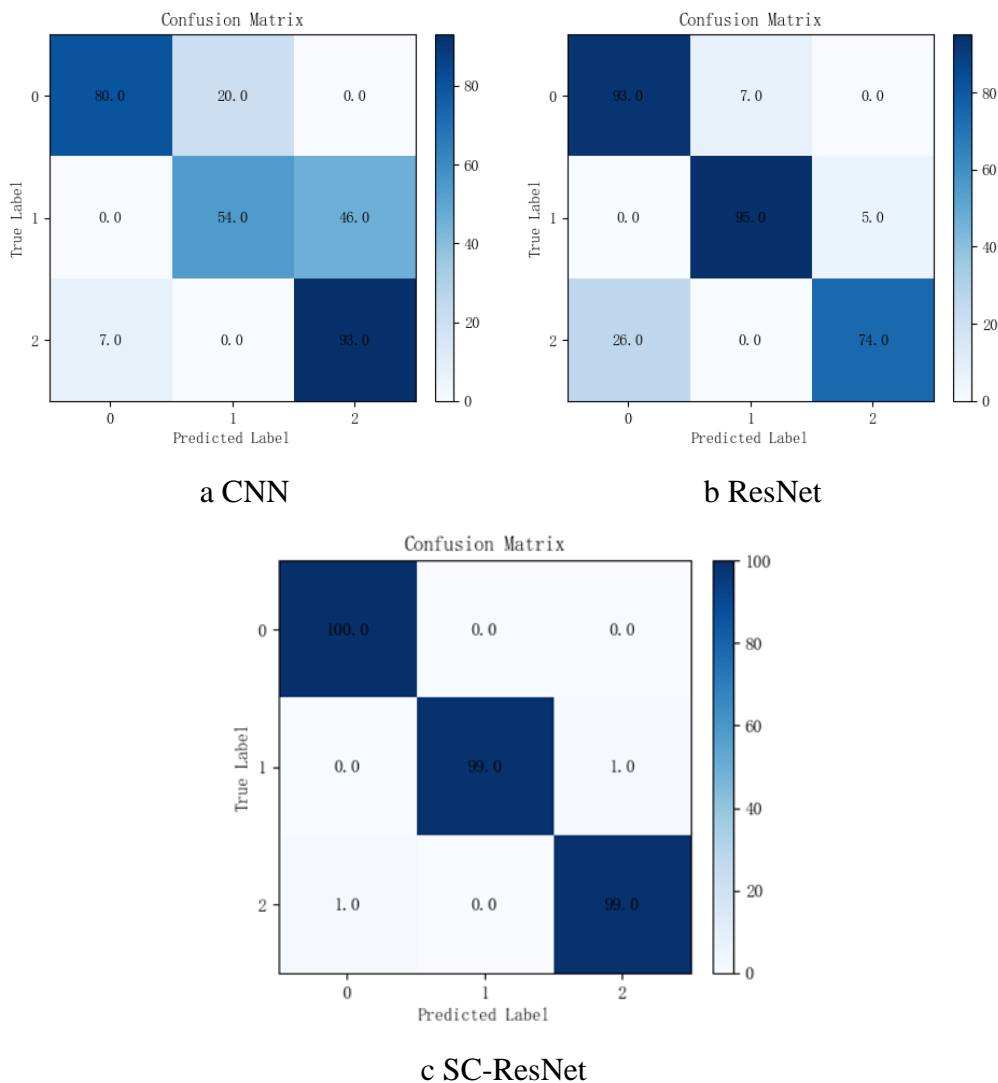 Confusion Matrix
0 80.0 20.0 0.0
1 0.0 54.0 46.0
2 7.0 0.0 93.0
0 1 2
Predicted Label
True Label
80
60
40
20
0
a CNN
Confusion Matrix
0 93.0 7.0 0.0
1 0.0 95.0 5.0
2 26.0 0.0 74.0
0 1 2
Predicted Label
True Label
80
60
40
20
0
b ResNet
Confusion Matrix
0 100.0 0.0 0.0
1 0.0 99.0 1.0
2 1.0 0.0 99.0
0 1 2
Predicted Label
True Label
100
80
60
40
20
0
c SC-ResNet